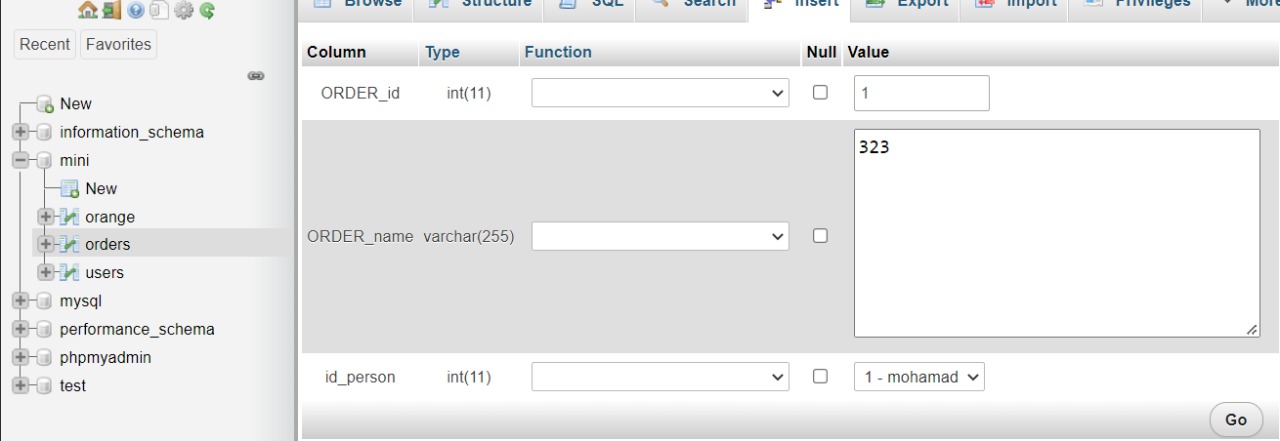 Browse Structure SQL Search Insert Export Import Privileges More
Recent Favorites
Column Type Function Null Value
New
information_schema
mini
New
orange
orders
users
mysql
performance_schema
phpmyadmin
test
ORDER_id int(11) 1
ORDER_name varchar(255) 323
id_person int(11) 1 - mohamad
Go